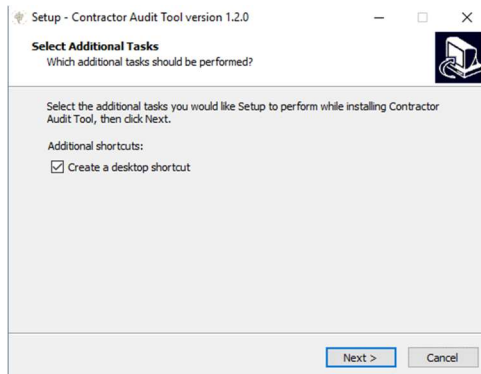 Setup - Contractor Audit Tool version 1.2.0
Select Additional Tasks
Which additional tasks should be performed?
Select the additional tasks you would like Setup to perform while installing Contractor
Audit Tool, then click Next.
Additional shortcuts:
Create a desktop shortcut
Next >
Cancel